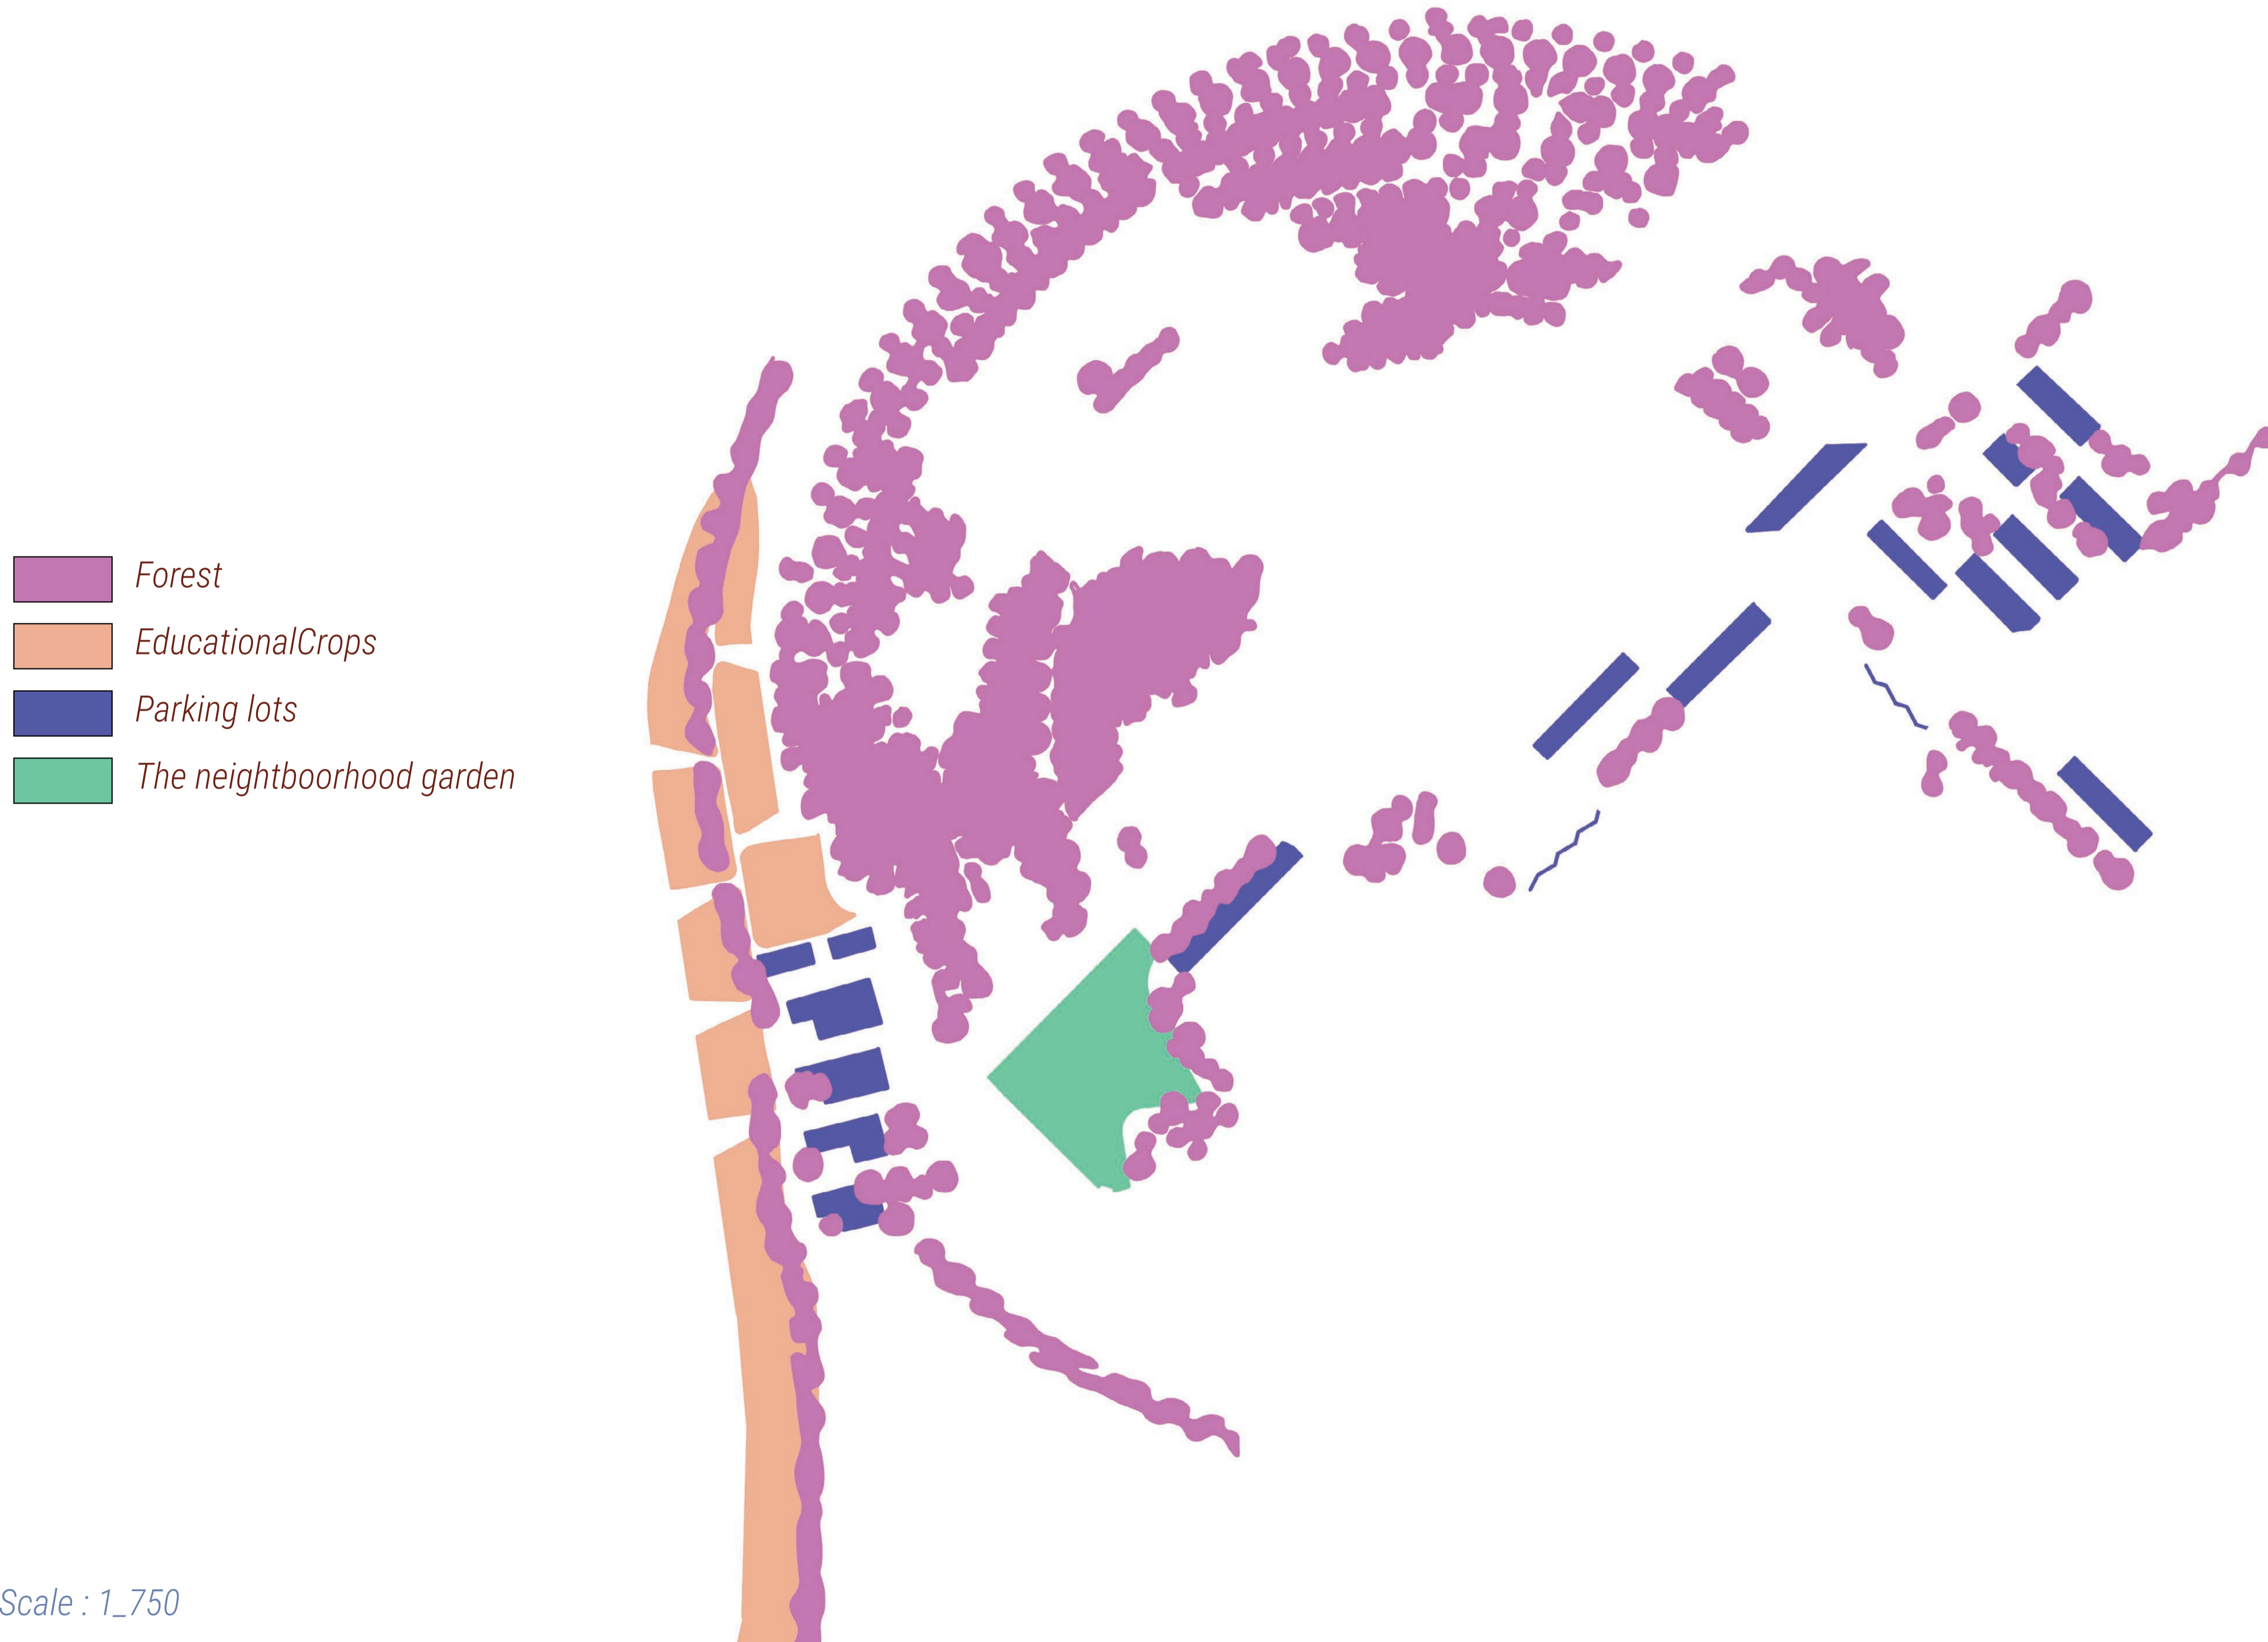 Forest
EducationalCrops
Parking lots
The neightboorhood garden
Scale : 1_750